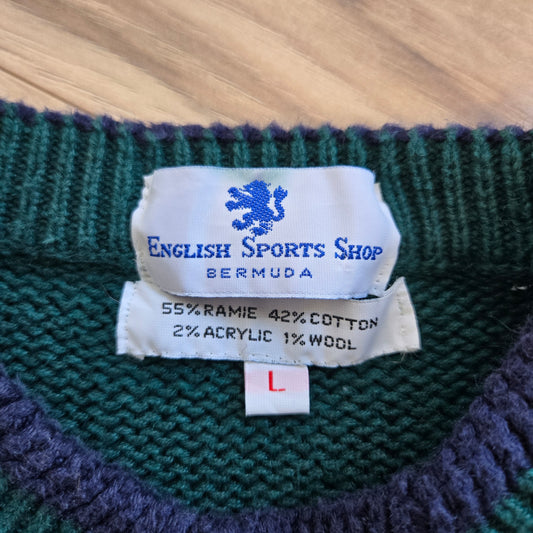 ENGLISH SPORTS SHOP
BERMUDA
55%RAMIE 42%COTTON
2%ACRYLIC 1%WOOL
L